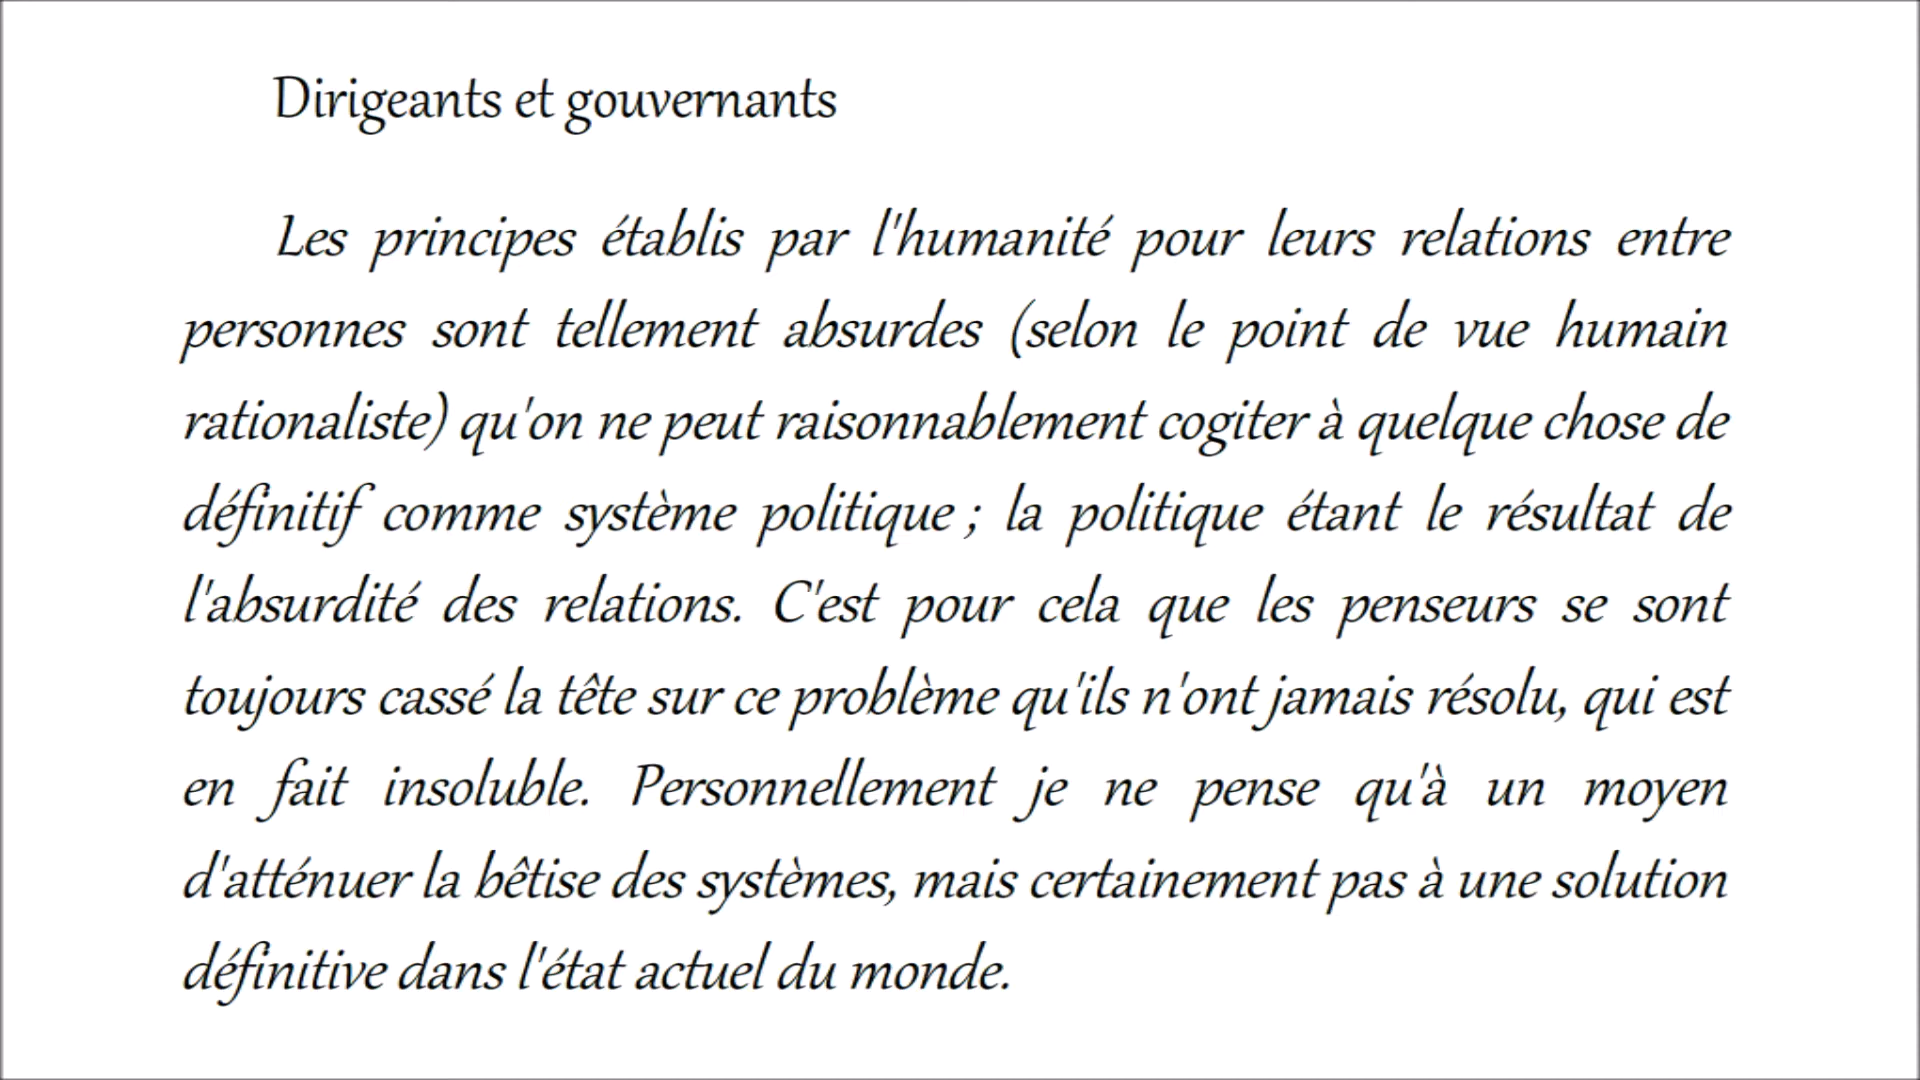 Dirigeants et gouvernants
Les principes établis par l'humanité pour leurs relations entre
personnes sont tellement absurdes (selon le point de vue humain
rationaliste) qu'on ne peut raisonnablement cogiter à quelque chose de
définitif comme système politique ; la politique étant le résultat de
l'absurdité des relations. C'est pour cela que les penseurs se sont
toujours cassé la tête sur ce problème qu'ils n'ont jamais résolu, qui est
en fait insoluble. Personnellement je ne pense qu'à un moyen
d'atténuer la bêtise des systèmes, mais certainement pas à une solution
définitive dans l'état actuel du monde.